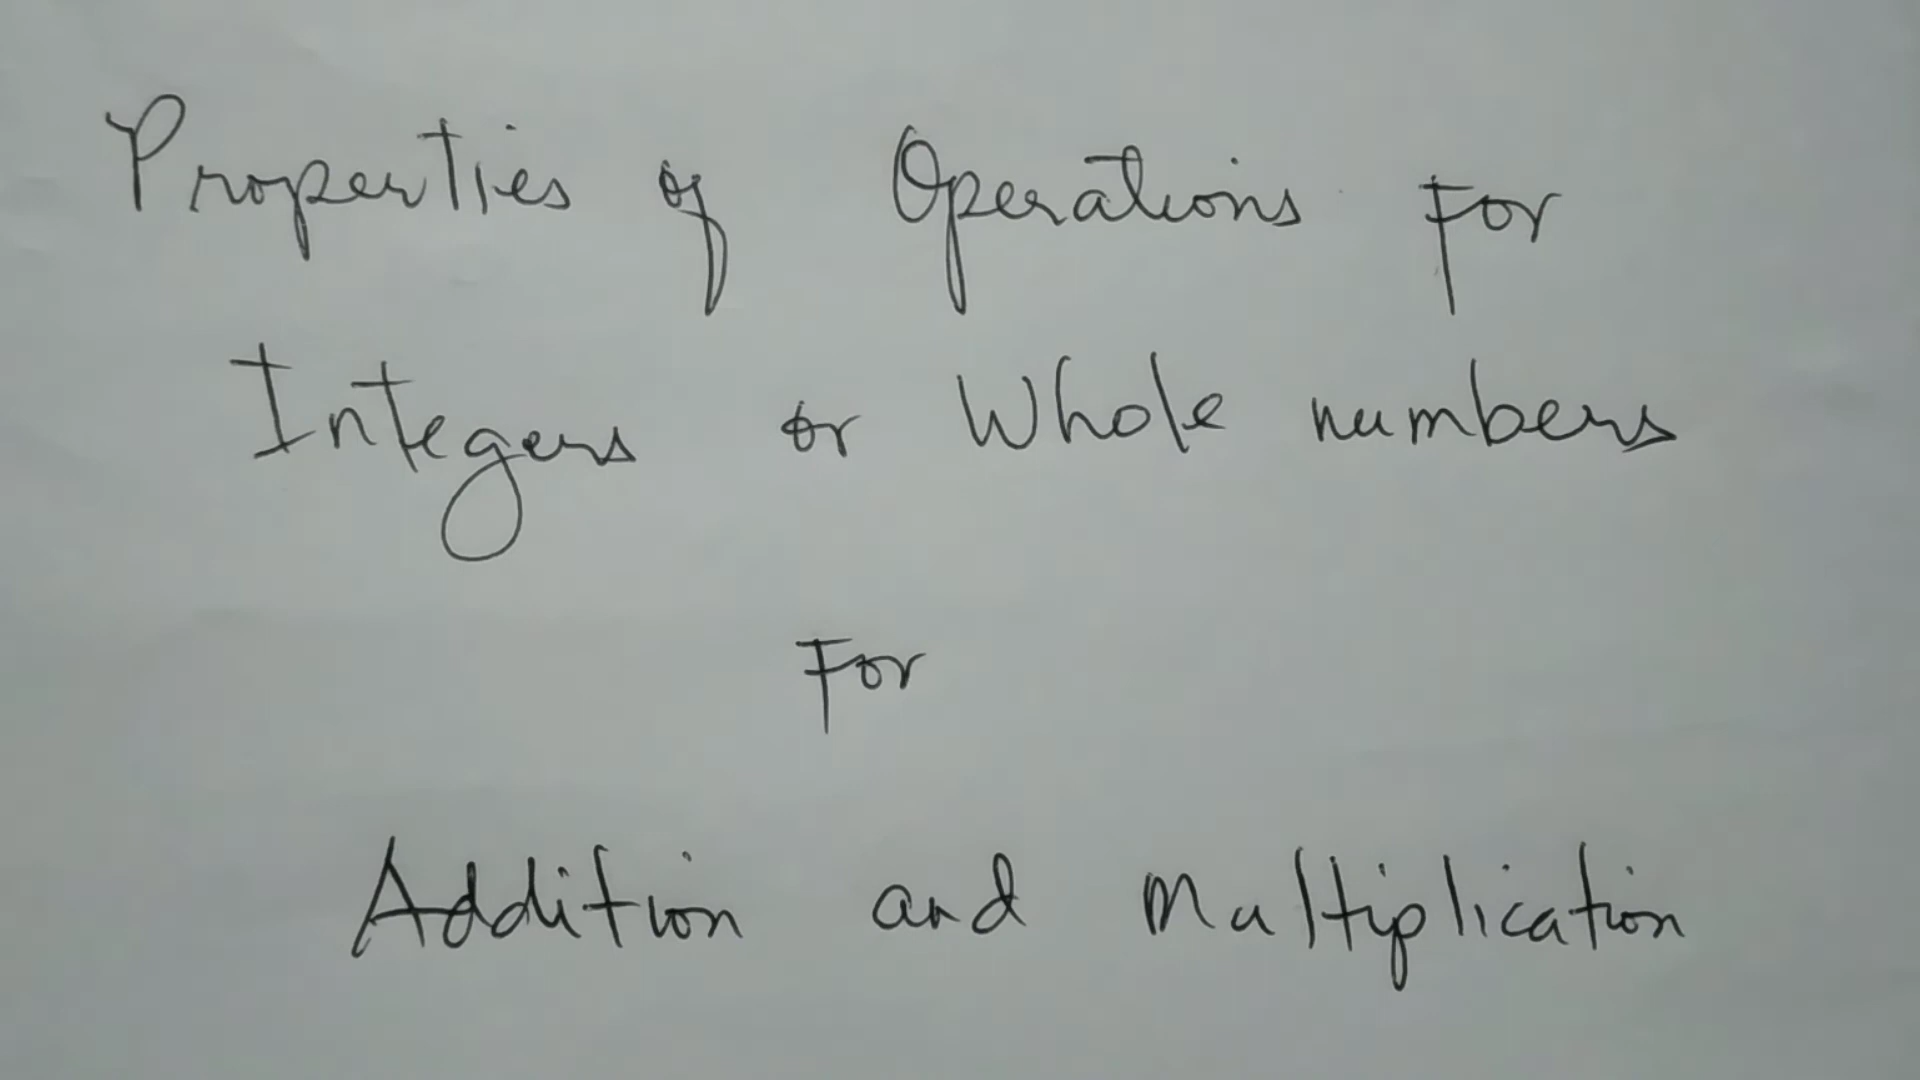 Properties of Operations For
Integers or Whole numbers
For
Addition and Multiplication